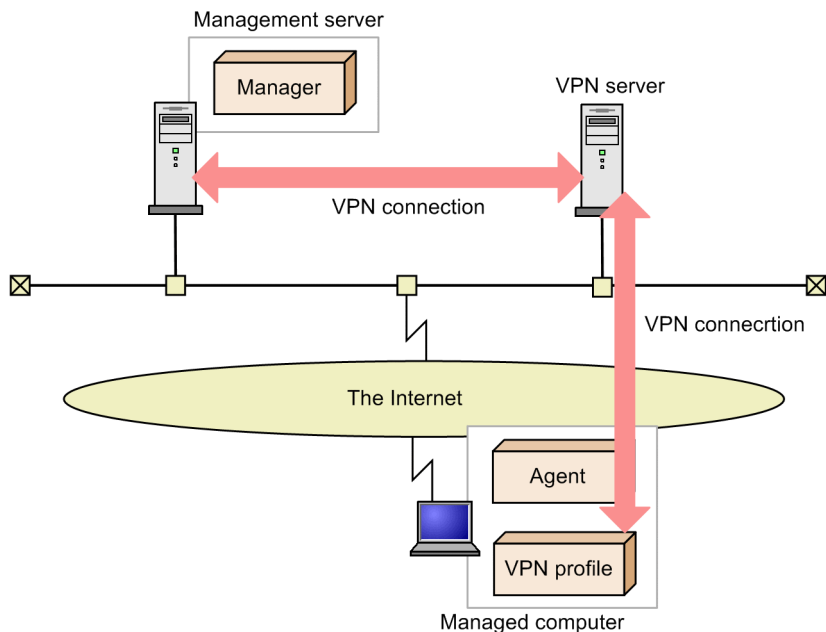 Management server
Manager
VPN server
VPN connection
VPN connecrtion
The Internet
Agent
VPN profile
Managed computer